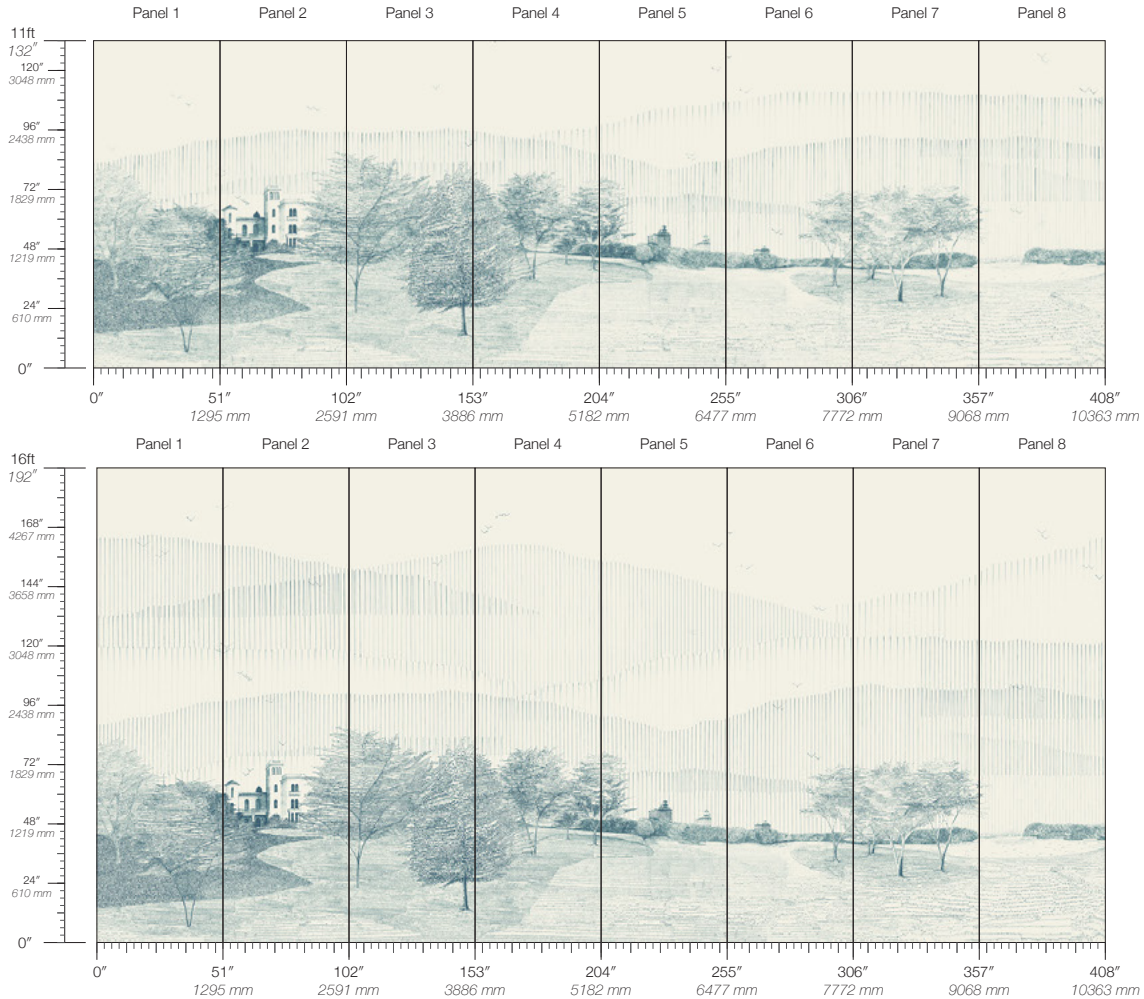 Panel 1 Panel 2 Panel 3 Panel 4 Panel 5 Panel 6 Panel 7 Panel 8
11ft
132″
120″
3048 mm
96″
2438 mm
72″
1829 mm
48″
1219 mm
24″
610 mm
0″
0″ 51″ 102″ 153″ 204″ 255″ 306″ 357″ 408″
1295 mm 2591 mm 3886 mm 5182 mm 6477 mm 7772 mm 9068 mm 10363 mm
Panel 1 Panel 2 Panel 3 Panel 4 Panel 5 Panel 6 Panel 7 Panel 8
16ft
192″
168″
4267 mm
144″
3658 mm
120″
3048 mm
96″
2438 mm
72″
1829 mm
48″
1219 mm
24″
610 mm
0″
0″ 51″ 102″ 153″ 204″ 255″ 306″ 357″ 408″
1295 mm 2591 mm 3886 mm 5182 mm 6477 mm 7772 mm 9068 mm 10363 mm